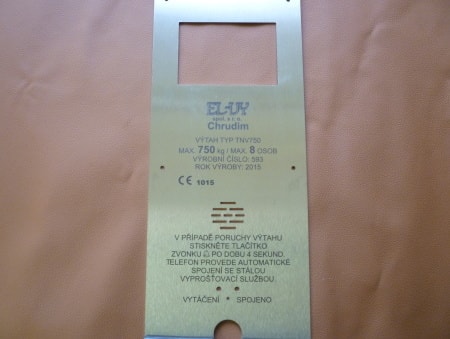 EL-VY
spol. s r. o.
Chrudim
VÝTAH TYP TNV750
MAX. 750 kg / MAX. 8 OSOB
VÝROBNÍ ČÍSLO: 593
ROK VÝROBY: 2015
CE 1015
V PŘÍPADĚ PORUCHY VÝTAHU
STISKNĚTE TLAČÍTKO
ZVONKU PO DOBU 4 SEKUND.
TELEFON PROVEDE AUTOMATICKÉ
SPOJENÍ SE STÁLOU
VYPROŠŤOVACÍ SLUŽBOU.
VYTÁČENÍ * SPOJENO